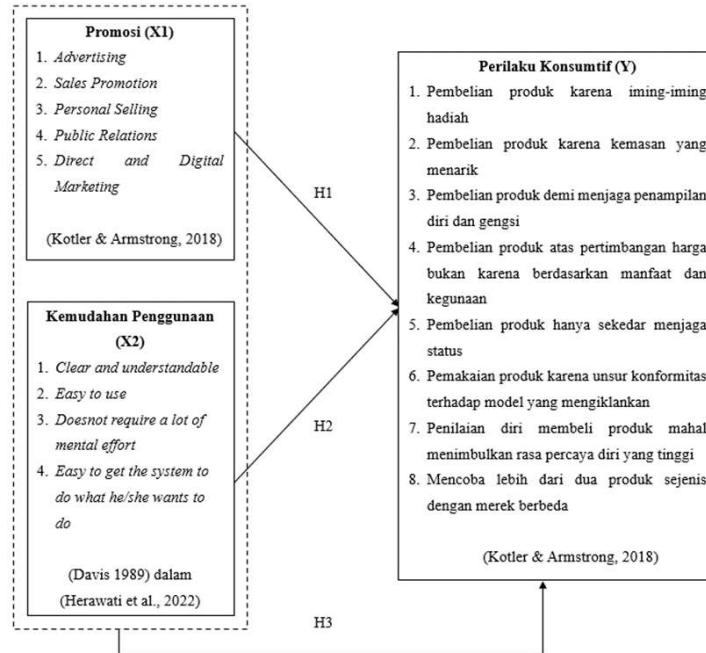 Promosi (X1)
1. Advertising
2. Sales Promotion
3. Personal Selling
4. Public Relations
5. Direct and Digital
Marketing
(Kotler & Armstrong, 2018)
Kemudahan Penggunaan
(X2)
1. Clear and understandable
2. Easy to use
3. Doesnot require a lot of
mental effort
4. Easy to get the system to
do what he/she wants to
do
(Davis 1989) dalam
(Herawati et al., 2022)
H1
H2
H3
Perilaku Konsumtif (Y)
1. Pembelian produk karena iming-iming
hadiah
2. Pembelian produk karena kemasan yang
menarik
3. Pembelian produk demi menjaga penampilan
diri dan gengsi
4. Pembelian produk atas pertimbangan harga
bukan karena berdasarkan manfaat dan
kegunaan
5. Pembelian produk hanya sekedar menjaga
status
6. Pemakaian produk karena unsur konformitas
terhadap model yang mengiklankan
7. Penilaian diri membeli produk mahal
menimbulkan rasa percaya diri yang tinggi
8. Mencoba lebih dari dua produk sejenis
dengan merek berbeda
(Kotler & Armstrong, 2018)